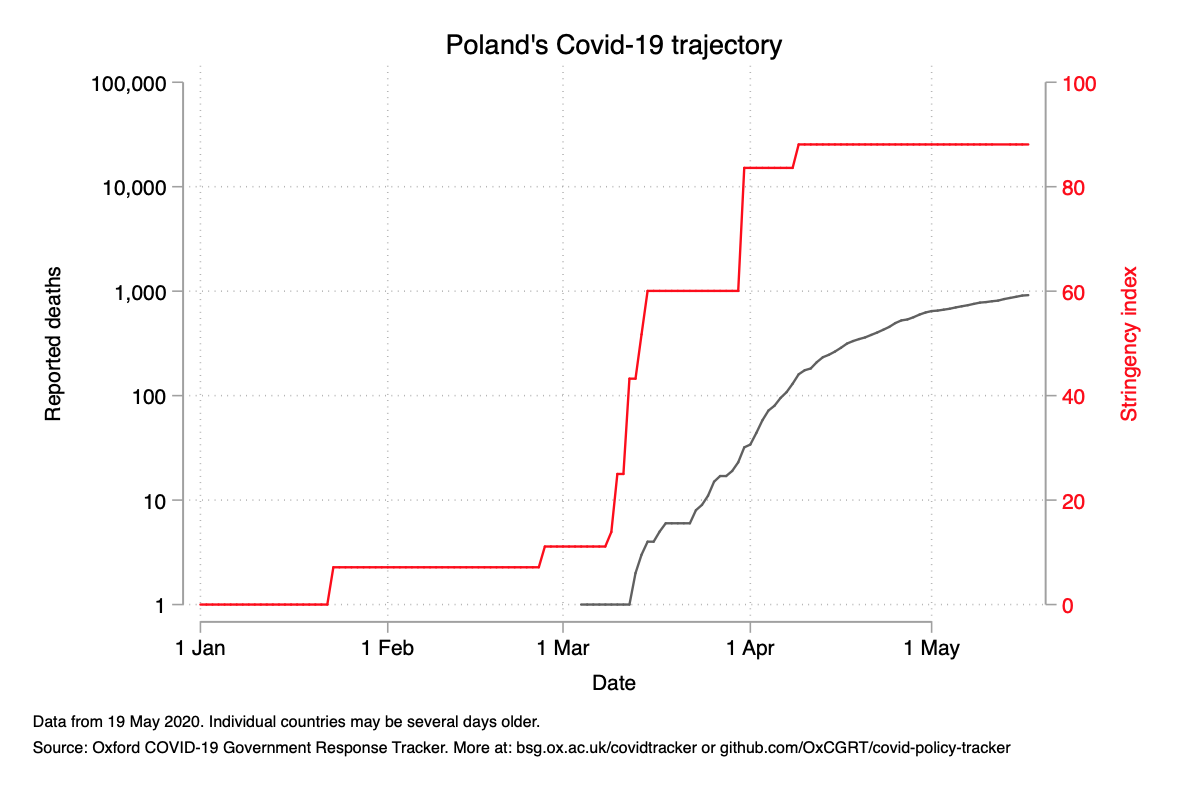 Poland's Covid-19 trajectory
100,000
10,000
1,000
100
10
1
Reported deaths
100
80
60
40
20
0
Stringency index
1 Jan
1 Feb
1 Mar
1 Apr
1 May
Date
Data from 19 May 2020. Individual countries may be several days older.
Source: Oxford COVID-19 Government Response Tracker. More at: bsg.ox.ac.uk/covidtracker or github.com/OxCGRT/covid-policy-tracker